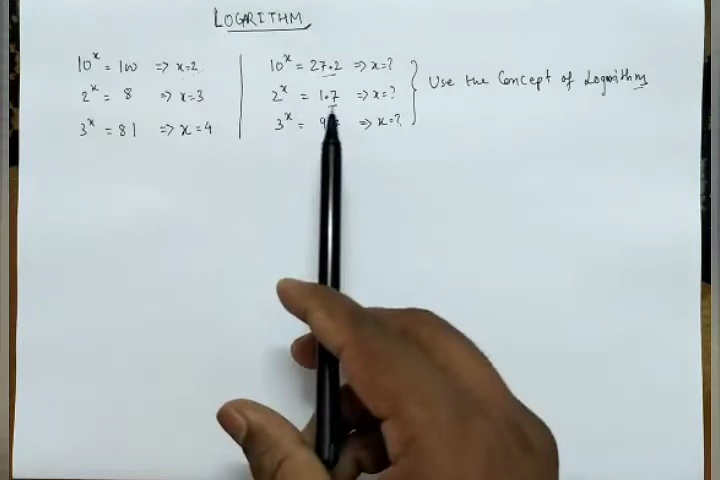 LOGARITHM
10^x = 100 => x=2
2^x = 8 => x=3
3^x = 81 => x=4
10^x = 27.2 => x=?
2^x = 1.7 => x=?
3^x = => x=?
Use the Concept of Logarithm